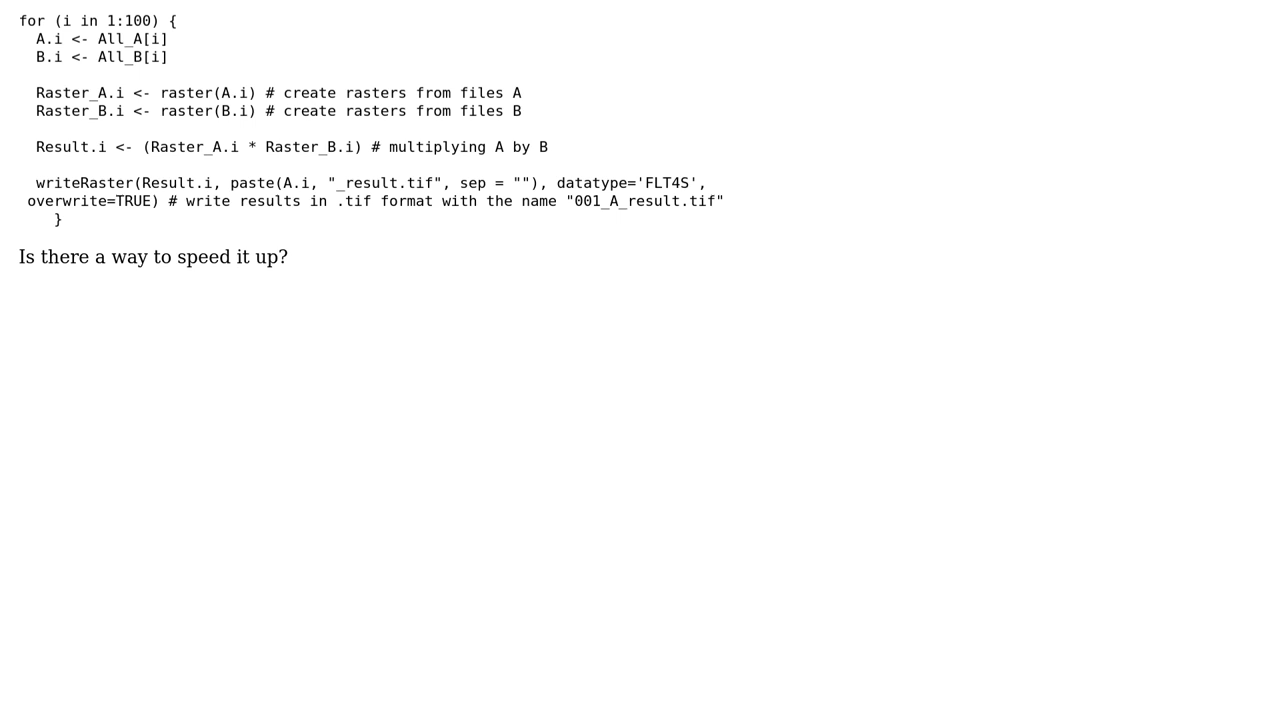 for (i in 1:100) {
  A.i <- All_A[i]
  B.i <- All_B[i]

  Raster_A.i <- raster(A.i) # create rasters from files A
  Raster_B.i <- raster(B.i) # create rasters from files B

  Result.i <- (Raster_A.i * Raster_B.i) # multiplying A by B

  writeRaster(Result.i, paste(A.i, "_result.tif", sep = ""), datatype='FLT4S',
 overwrite=TRUE) # write results in .tif format with the name "001_A_result.tif"
    }
Is there a way to speed it up?